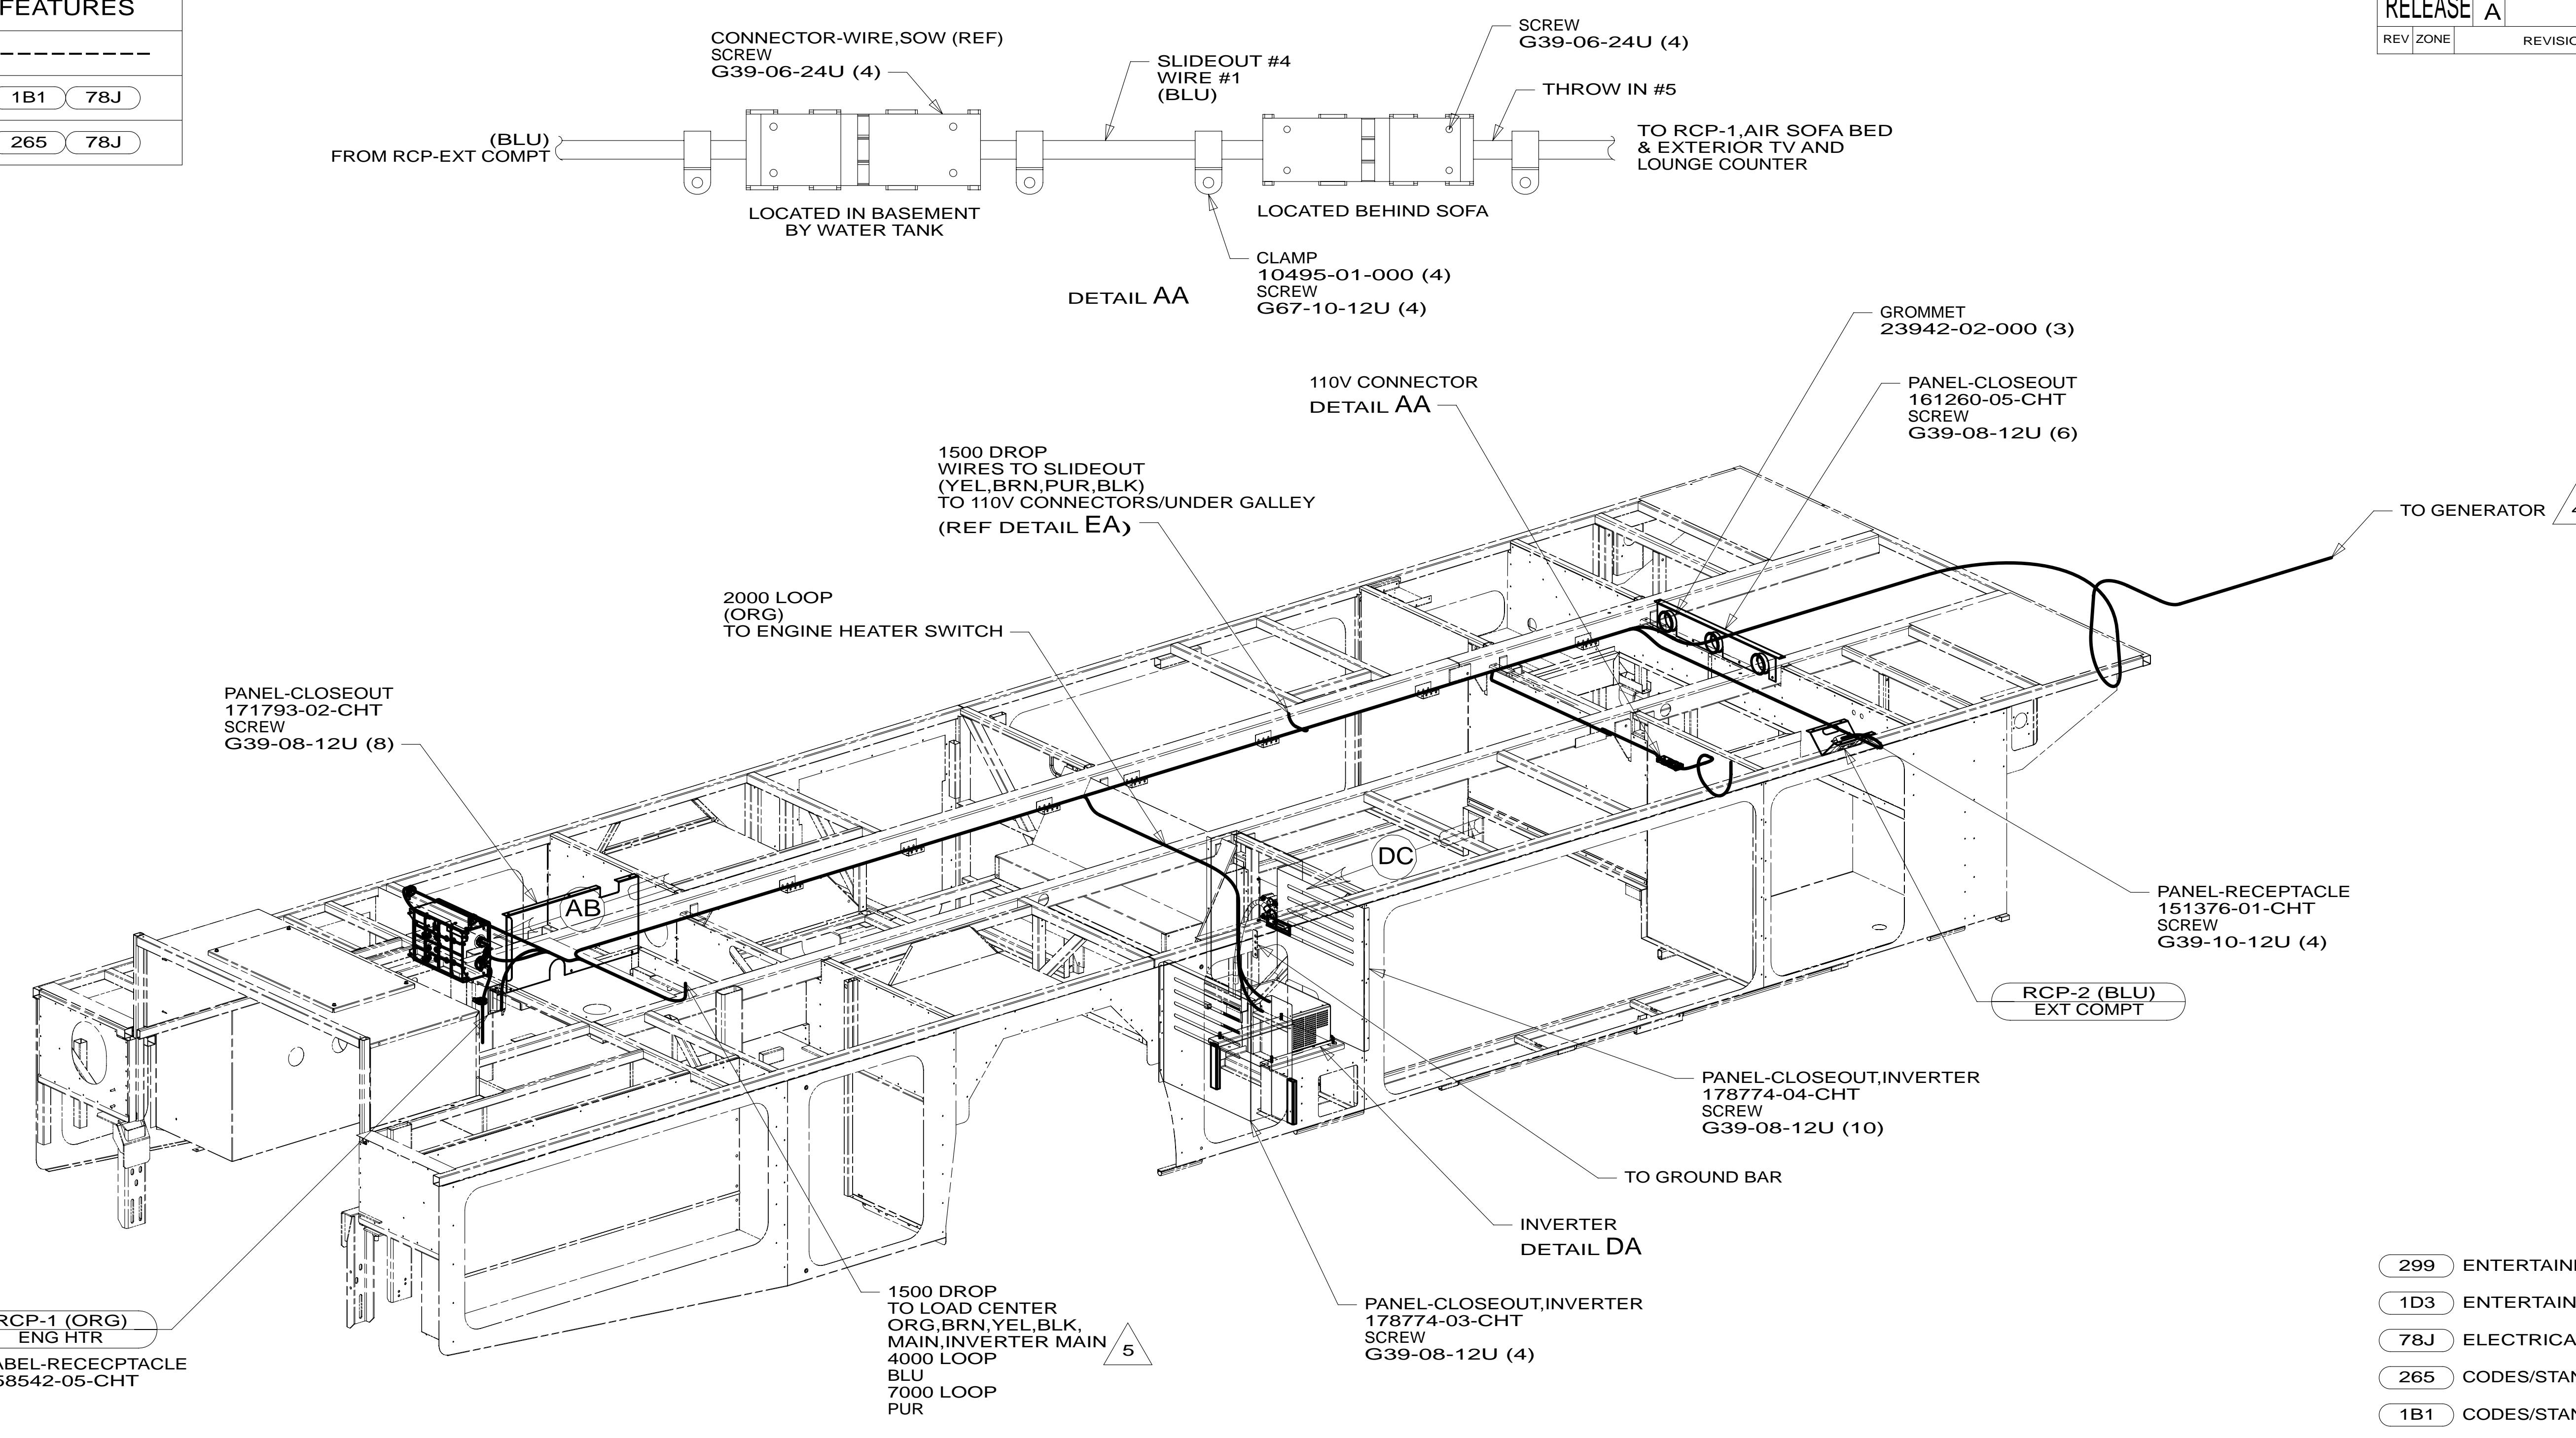 FEATURES
1B1 78J
265 78J
RELEASE A
REV ZONE
CONNECTOR-WIRE,SOW (REF)
SCREW
G39-06-24U (4)
SLIDEOUT #4
WIRE #1
(BLU)
SCREW
G39-06-24U (4)
THROW IN #5
(BLU)
FROM RCP-EXT COMPT
TO RCP-1,AIR SOFA BED
& EXTERIOR TV AND
LOUNGE COUNTER
LOCATED IN BASEMENT
BY WATER TANK
LOCATED BEHIND SOFA
CLAMP
10495-01-000 (4)
SCREW
G67-10-12U (4)
DETAIL AA
GROMMET
23942-02-000 (3)
110V CONNECTOR
DETAIL AA
PANEL-CLOSEOUT
161260-05-CHT
SCREW
G39-08-12U (6)
1500 DROP
WIRES TO SLIDEOUT
(YEL,BRN,PUR,BLK)
TO 110V CONNECTORS/UNDER GALLEY
(REF DETAIL EA)
TO GENERATOR
2000 LOOP
(ORG)
TO ENGINE HEATER SWITCH
PANEL-CLOSEOUT
171793-02-CHT
SCREW
G39-08-12U (8)
DC
AB
PANEL-RECEPTACLE
151376-01-CHT
SCREW
G39-10-12U (4)
RCP-2 (BLU)
EXT COMPT
PANEL-CLOSEOUT,INVERTER
178774-04-CHT
SCREW
G39-08-12U (10)
TO GROUND BAR
INVERTER
DETAIL DA
PANEL-CLOSEOUT,INVERTER
178774-03-CHT
SCREW
G39-08-12U (4)
1500 DROP
TO LOAD CENTER
ORG,BRN,YEL,BLK,
MAIN,INVERTER MAIN
5
4000 LOOP
BLU
7000 LOOP
PUR
RCP-1 (ORG)
ENG HTR
ABEL-RECECPTACLE
58542-05-CHT
299
1D3
78J
265
1B1